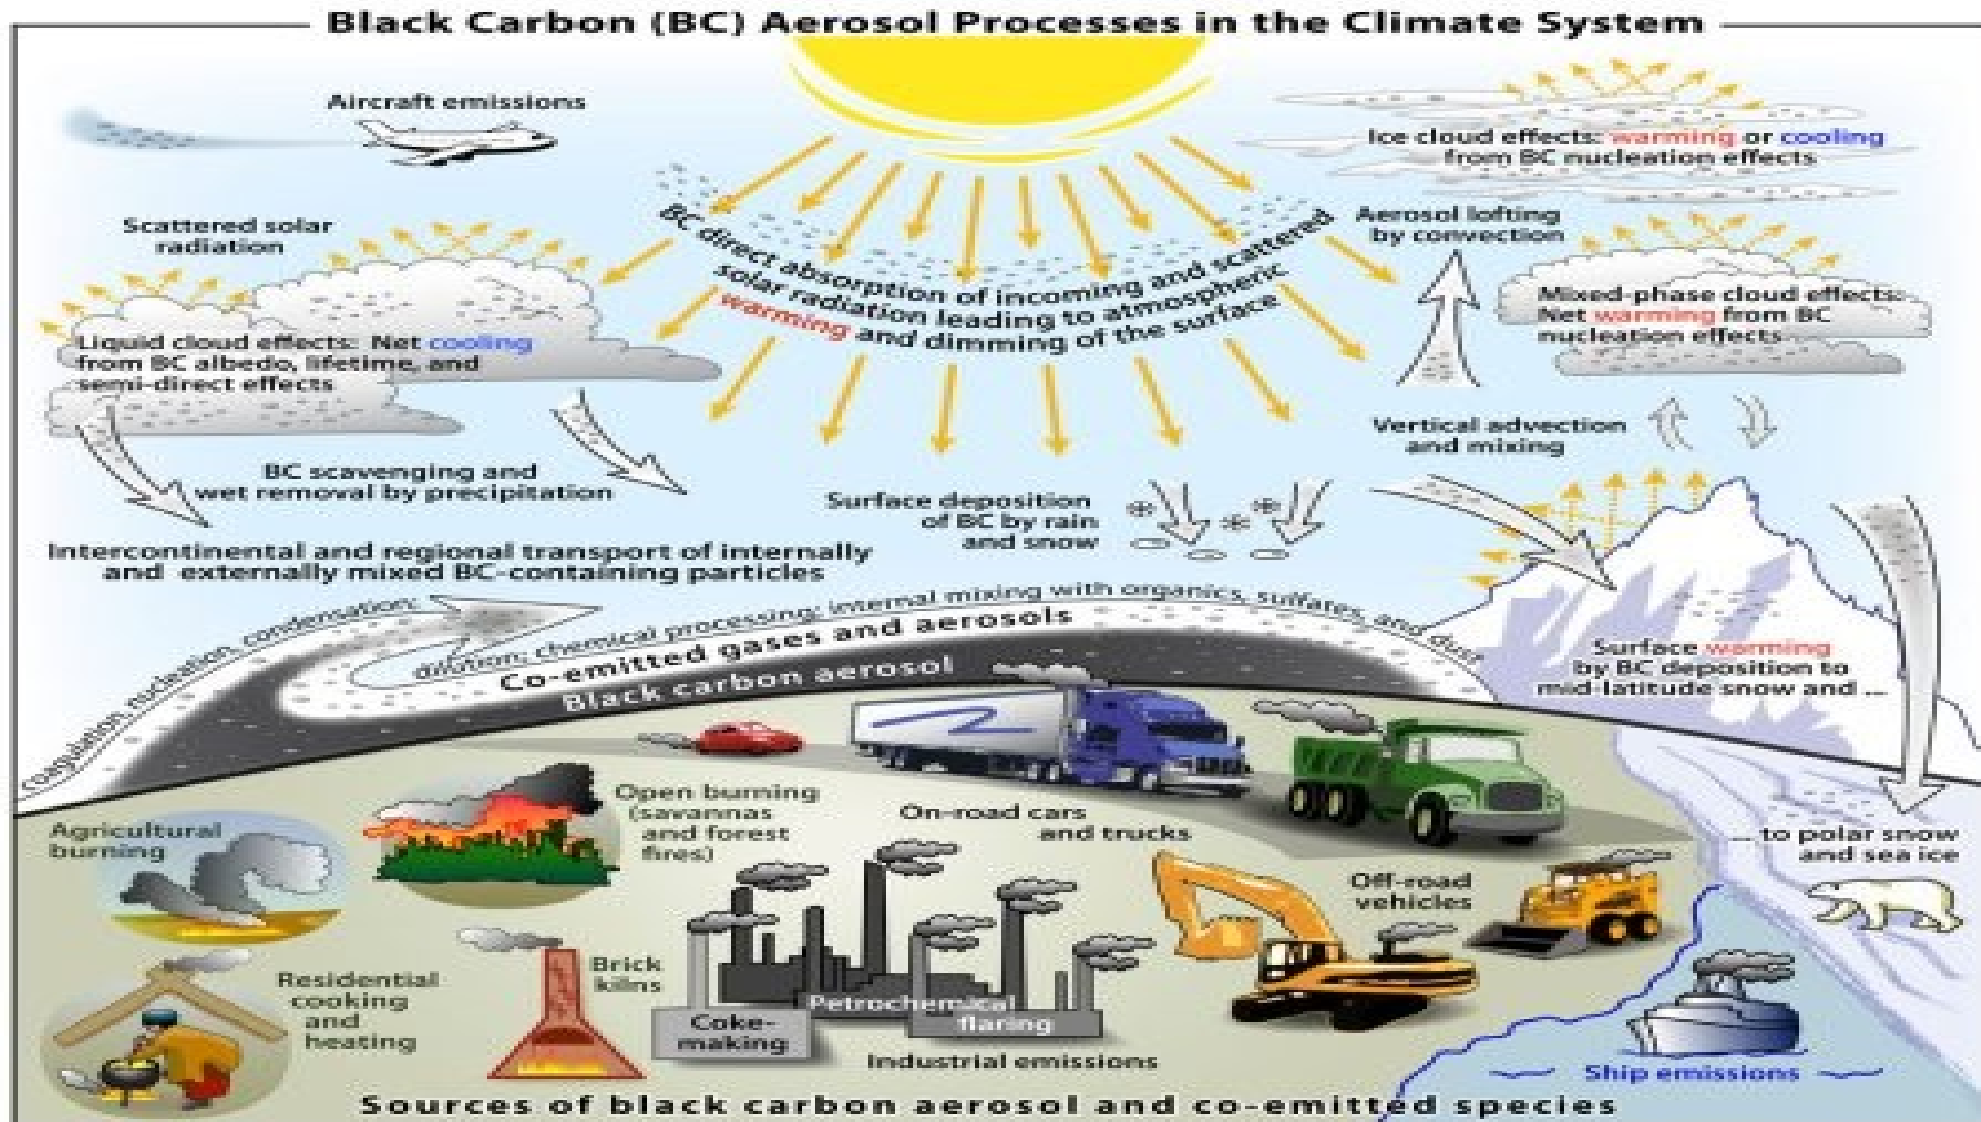 Black Carbon (BC) Aerosol Processes in the Climate System
Aircraft emissions
Ice cloud effects: warming or cooling
from BC nucleation effects
Scattered solar
radiation
BC direct absorption of incoming and scattered
solar radiation leading to atmospheric
warming and dimming of the surface
Aerosol lofting
by convection
Liquid cloud effects: Net cooling
from BC albedo, lifetime, and
semi-direct effects
Mixed-phase cloud effects:
Net warming from BC
nucleation effects
Vertical advection
and mixing
BC scavenging and
wet removal by precipitation
Surface deposition
of BC by rain
and snow
Intercontinental and regional transport of internally
and externally mixed BC-containing particles
Coagulation, nucleation, condensation;
dilution; chemical processing; internal mixing with organics, sulfates, and dust
Co-emitted gases and aerosols
Black carbon aerosol
Surface warming
by BC deposition to
mid-latitude snow and ...
... to polar snow
and sea ice
Agricultural
burning
Open burning
(savannas
and forest
fires)
On-road cars
and trucks
Off-road
vehicles
Residential
cooking
and
heating
Brick
kilns
Coke-
making
Petrochemical
flaring
Industrial emissions
Ship emissions
Sources of black carbon aerosol and co-emitted species